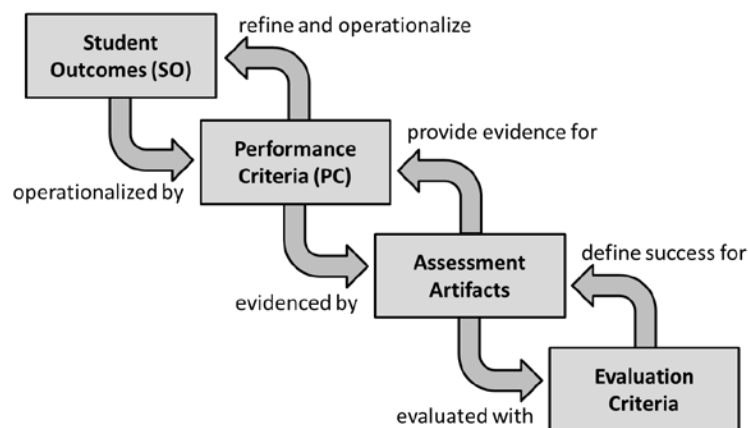 Student
Outcomes (SO)
refine and operationalize
operationalized by
Performance
Criteria (PC)
provide evidence for
evidenced by
Assessment
Artifacts
define success for
evaluated with
Evaluation
Criteria